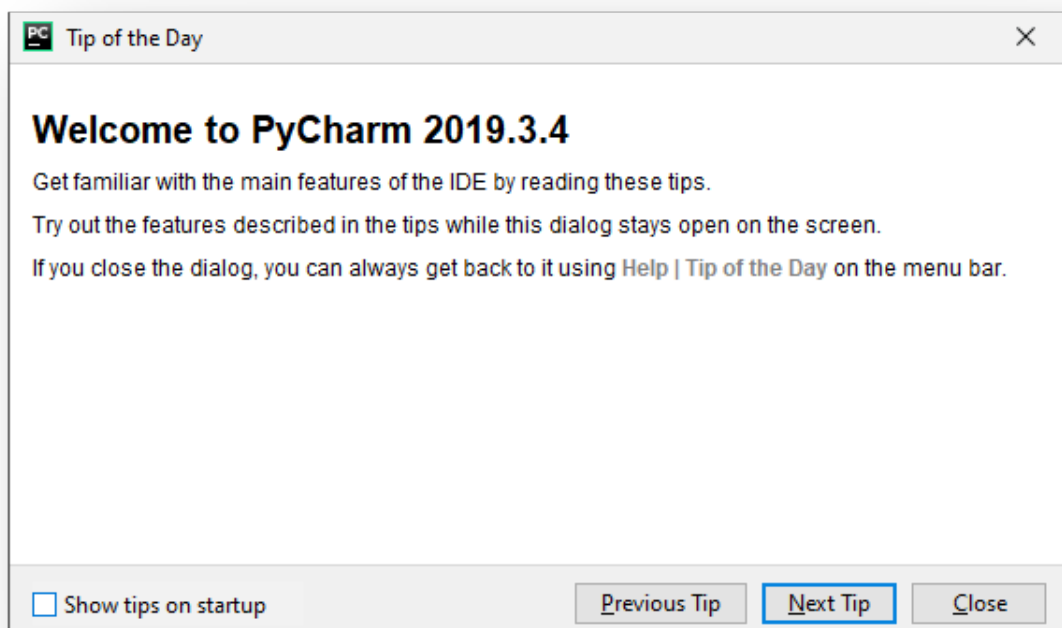 PC
Tip of the Day
Welcome to PyCharm 2019.3.4
Get familiar with the main features of the IDE by reading these tips.
Try out the features described in the tips while this dialog stays open on the screen.
If you close the dialog, you can always get back to it using Help | Tip of the Day on the menu bar.
Show tips on startup
Previous Tip
Next Tip
Close